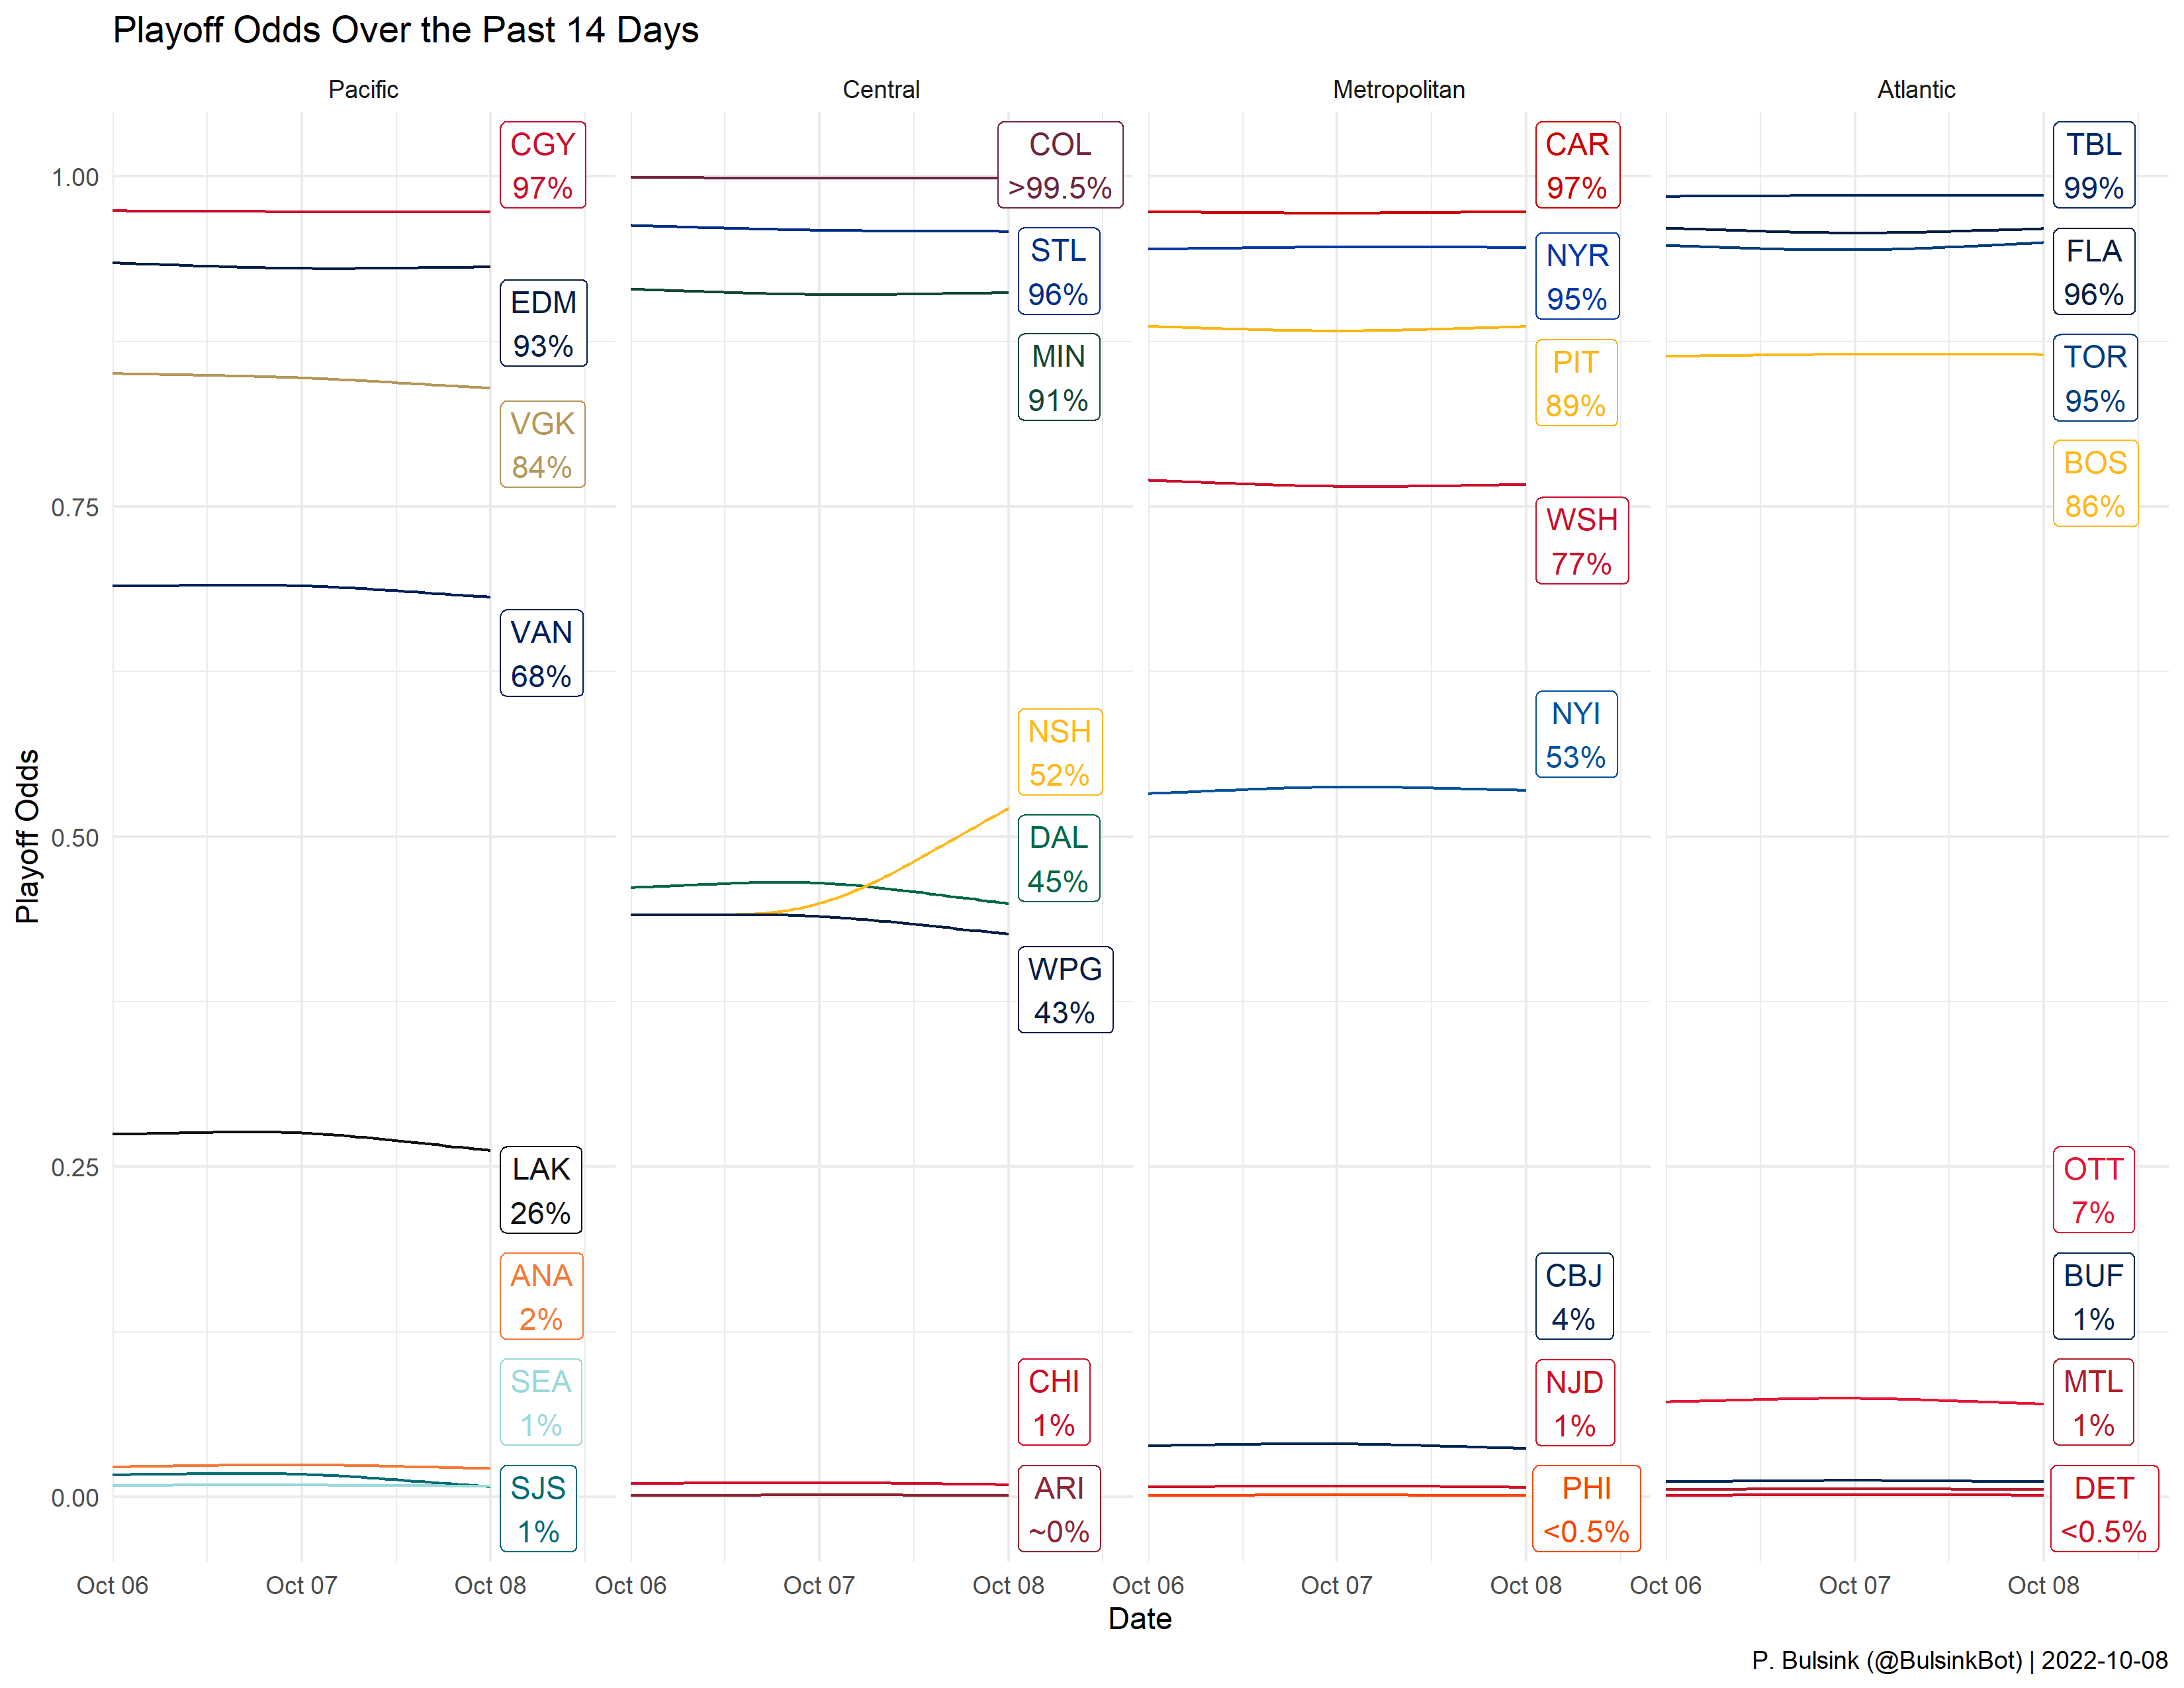 Playoff Odds Over the Past 14 Days
Pacific
Central
Metropolitan
Atlantic
Playoff Odds
1.00
0.75
0.50
0.25
0.00
CGY
97%
EDM
93%
VGK
84%
VAN
68%
LAK
26%
ANA
2%
SEA
1%
SJS
1%
COL
>99.5%
STL
96%
MIN
91%
NSH
52%
DAL
45%
WPG
43%
CHI
1%
ARI
~0%
CAR
97%
NYR
95%
PIT
89%
WSH
77%
NYI
53%
CBJ
4%
NJD
1%
PHI
<0.5%
TBL
99%
FLA
96%
TOR
95%
BOS
86%
OTT
7%
BUF
1%
MTL
1%
DET
<0.5%
Oct 06 Oct 07 Oct 08 Oct 06 Oct 07 Oct 08 Oct 06 Oct 07 Oct 08 Oct 06 Oct 07 Oct 08
Date
P. Bulsink (@BulsinkBot) | 2022-10-08